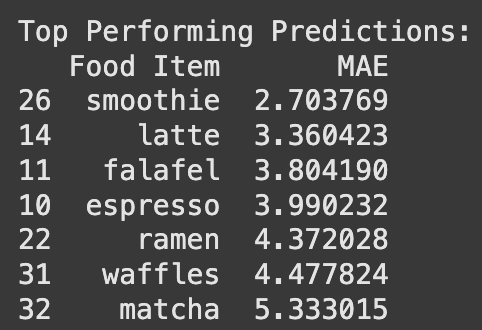 Top Performing Predictions:
Food Item MAE
26 smoothie 2.703769
14 latte 3.360423
11 falafel 3.804190
10 espresso 3.990232
22 ramen 4.372028
31 waffles 4.477824
32 matcha 5.333015